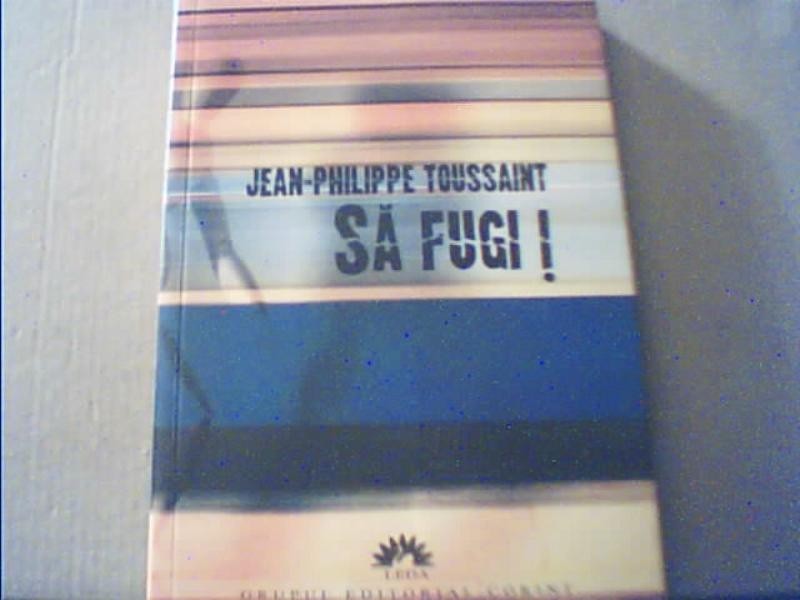 JEAN-PHILIPPE TOUSSAINT
SĂ FUGI !
LEDA
GRUPUL EDITORIAL CORINT